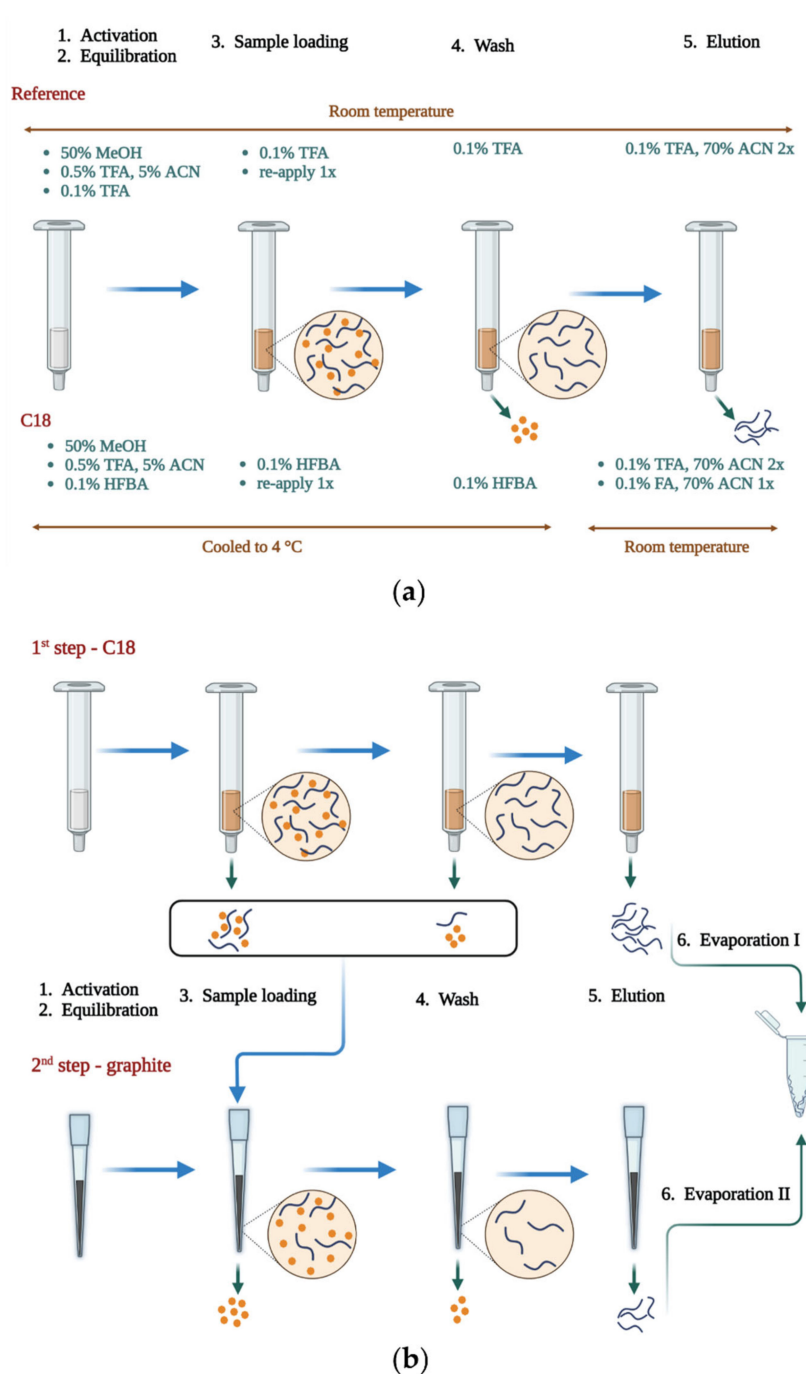 1. Activation
2. Equilibration
3. Sample loading
4. Wash
5. Elution
Reference
Room temperature
• 50% MeOH
• 0.5% TFA, 5% ACN
• 0.1% TFA
• 0.1% TFA
• re-apply 1x
0.1% TFA
0.1% TFA, 70% ACN 2x
C18
• 50% MeOH
• 0.5% TFA, 5% ACN
• 0.1% HFBA
• 0.1% HFBA
• re-apply 1x
0.1% HFBA
• 0.1% TFA, 70% ACN 2x
• 0.1% FA, 70% ACN 1x
Cooled to 4 °C
Room temperature
(a)
1st step - C18
6. Evaporation I
1. Activation
2. Equilibration
3. Sample loading
4. Wash
5. Elution
2nd step - graphite
6. Evaporation II
(b)